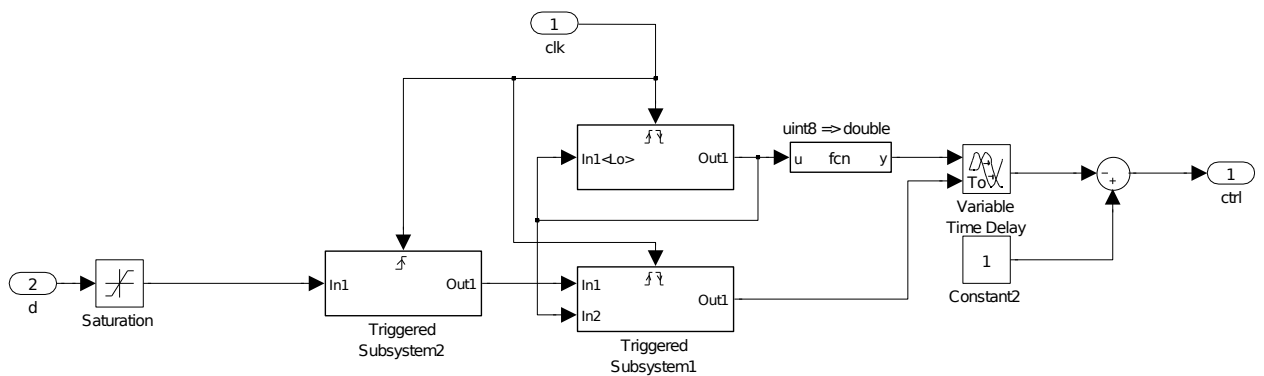 1
clk
uint8 => double
In1<Lo> Out1
u fcn y
To
Variable
Time Delay
- +
1
ctrl
1
Constant2
2
d
Saturation
In1 Out1
Triggered
Subsystem2
In1 Out1
In2
Triggered
Subsystem1